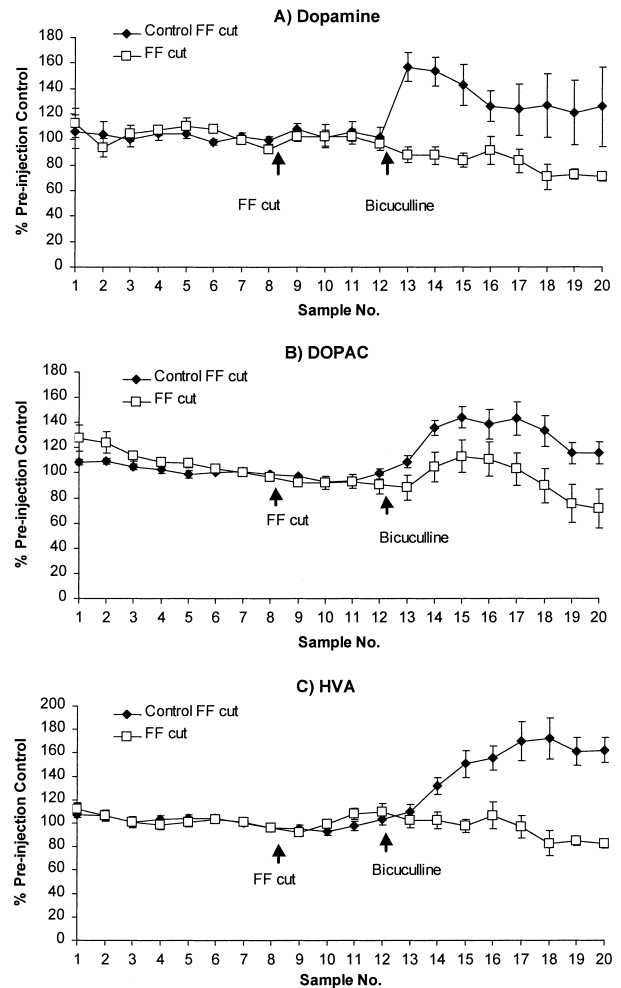 A) Dopamine
% Pre-injection Control
180
160
140
120
100
80
60
40
20
0
Control FF cut
FF cut
FF cut
Bicuculline
1 2 3 4 5 6 7 8 9 10 11 12 13 14 15 16 17 18 19 20
Sample No.
B) DOPAC
% Pre-injection Control
180
160
140
120
100
80
60
40
20
0
Control FF cut
FF cut
FF cut
Bicuculline
1 2 3 4 5 6 7 8 9 10 11 12 13 14 15 16 17 18 19 20
Sample No.
C) HVA
% Pre-injection Control
200
180
160
140
120
100
80
60
40
20
0
Control FF cut
FF cut
FF cut
Bicuculline
1 2 3 4 5 6 7 8 9 10 11 12 13 14 15 16 17 18 19 20
Sample No.